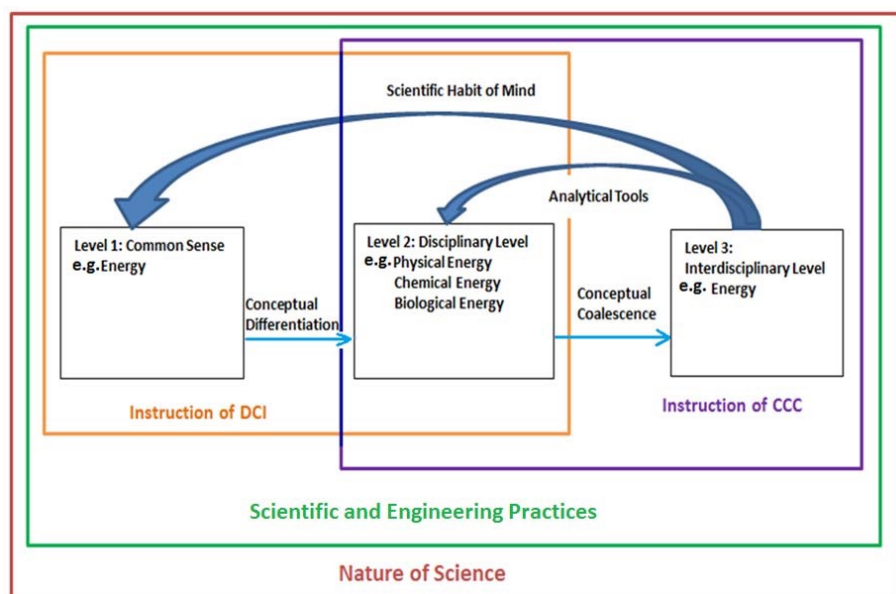 Scientific Habit of Mind
Analytical Tools
Level 1: Common Sense
e.g.Energy
Conceptual
Differentiation
Level 2: Disciplinary Level
e.g.Physical Energy
Chemical Energy
Biological Energy
Conceptual
Coalescence
Level 3:
Interdisciplinary Level
e.g. Energy
Instruction of DCI
Instruction of CCC
Scientific and Engineering Practices
Nature of Science